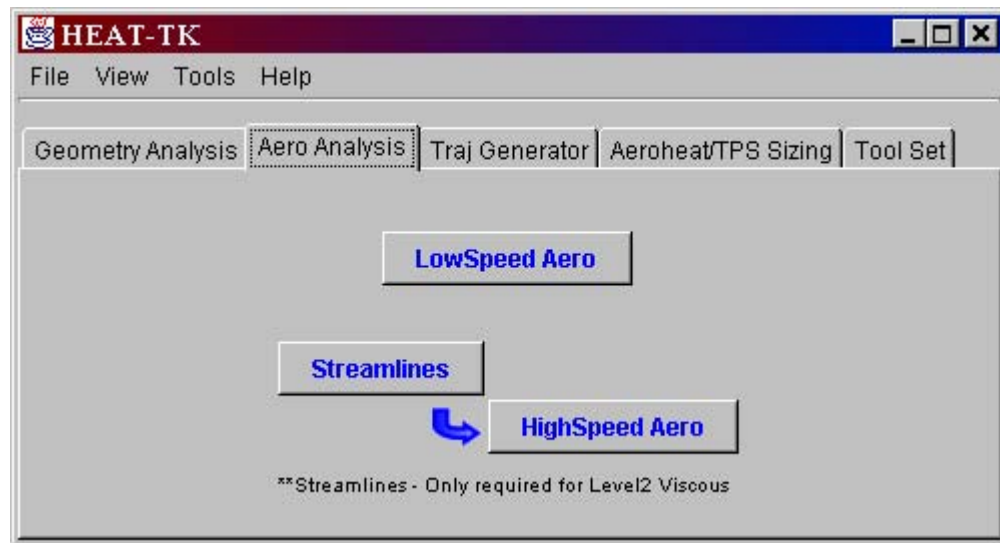 HEAT-TK
File View Tools Help
Geometry Analysis Aero Analysis Traj Generator Aeroheat/TPS Sizing Tool Set
LowSpeed Aero
Streamlines
HighSpeed Aero
**Streamlines - Only required for Level2 Viscous